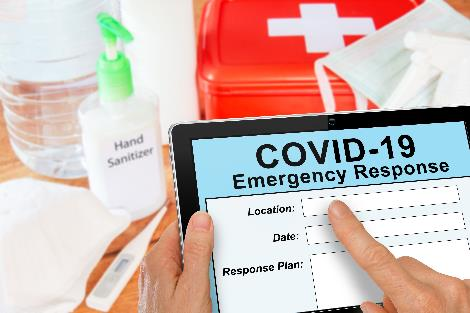 Hand
Sanitizer
COVID-19
Emergency Response
Location:
Date:
Response Plan: